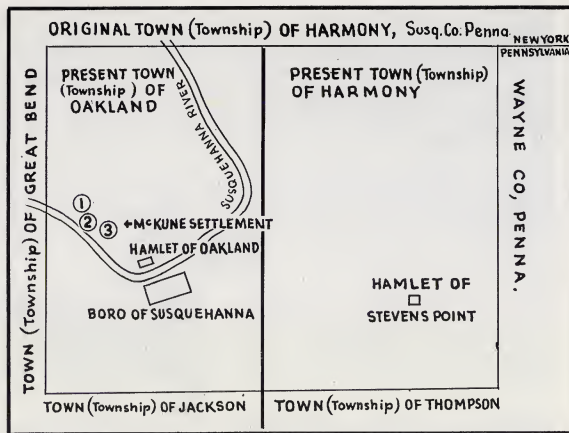 ORIGINAL TOWN (Township) OF HARMONY, Susq. Co. Penna.
NEW YORK
PENNSYLVANIA
PRESENT TOWN
(Township) OF
OAKLAND
SUSQUEHANNA RIVER
PRESENT TOWN (Township)
OF HARMONY
WAYNE CO, PENNA.
TOWN (Township) OF GREAT BEND
1
2
3
←McKUNE SETTLEMENT
HAMLET OF OAKLAND
BORO OF SUSQUEHANNA
HAMLET OF
STEVENS POINT
TOWN (Township) OF JACKSON
TOWN (Township) OF THOMPSON